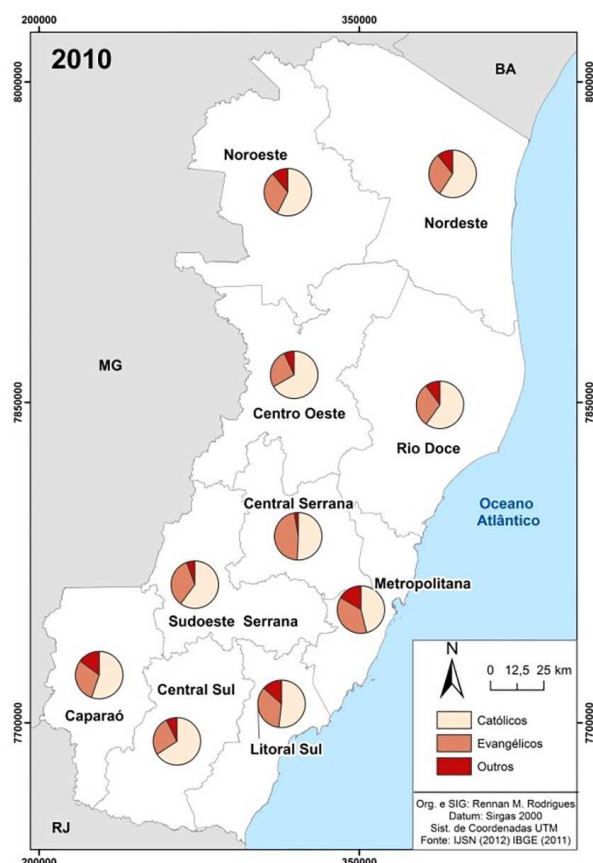 200000
350000
2010
8000000
8000000
BA
Noroeste
Nordeste
MG
7850000
7850000
Centro Oeste
Rio Doce
Central Serrana
Oceano
Atlântico
Metropolitana
Sudoeste Serrana
Central Sul
Caparaó
Litoral Sul
7700000
7700000
N
0 12,5 25 km
Católicos
Evangélicos
Outros
Org. e SIG: Rennan M. Rodrigues
Datum: Sirgas 2000
Sist. de Coordenadas UTM
Fonte: IJSN (2012) IBGE (2011)
RJ
200000
350000